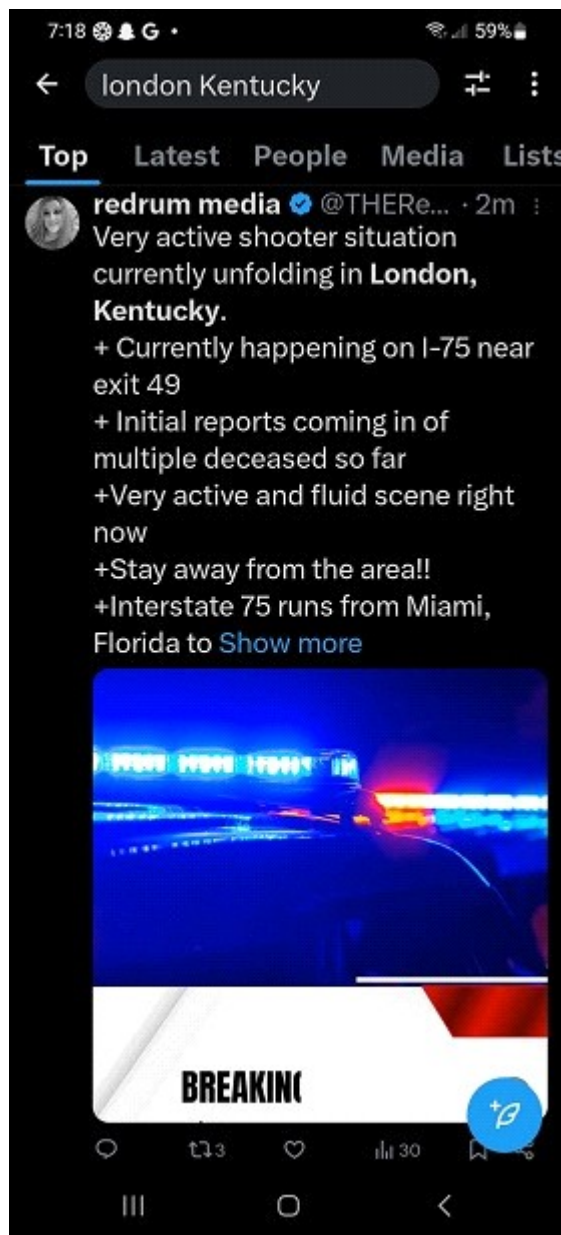 7:18 G • 59%
london Kentucky
Top Latest People Media Lists
redrum media @THERe... · 2m
Very active shooter situation
currently unfolding in London,
Kentucky.
+ Currently happening on I-75 near
exit 49
+ Initial reports coming in of
multiple deceased so far
+Very active and fluid scene right
now
+Stay away from the area!!
+Interstate 75 runs from Miami,
Florida to Show more
BREAKING
3 30